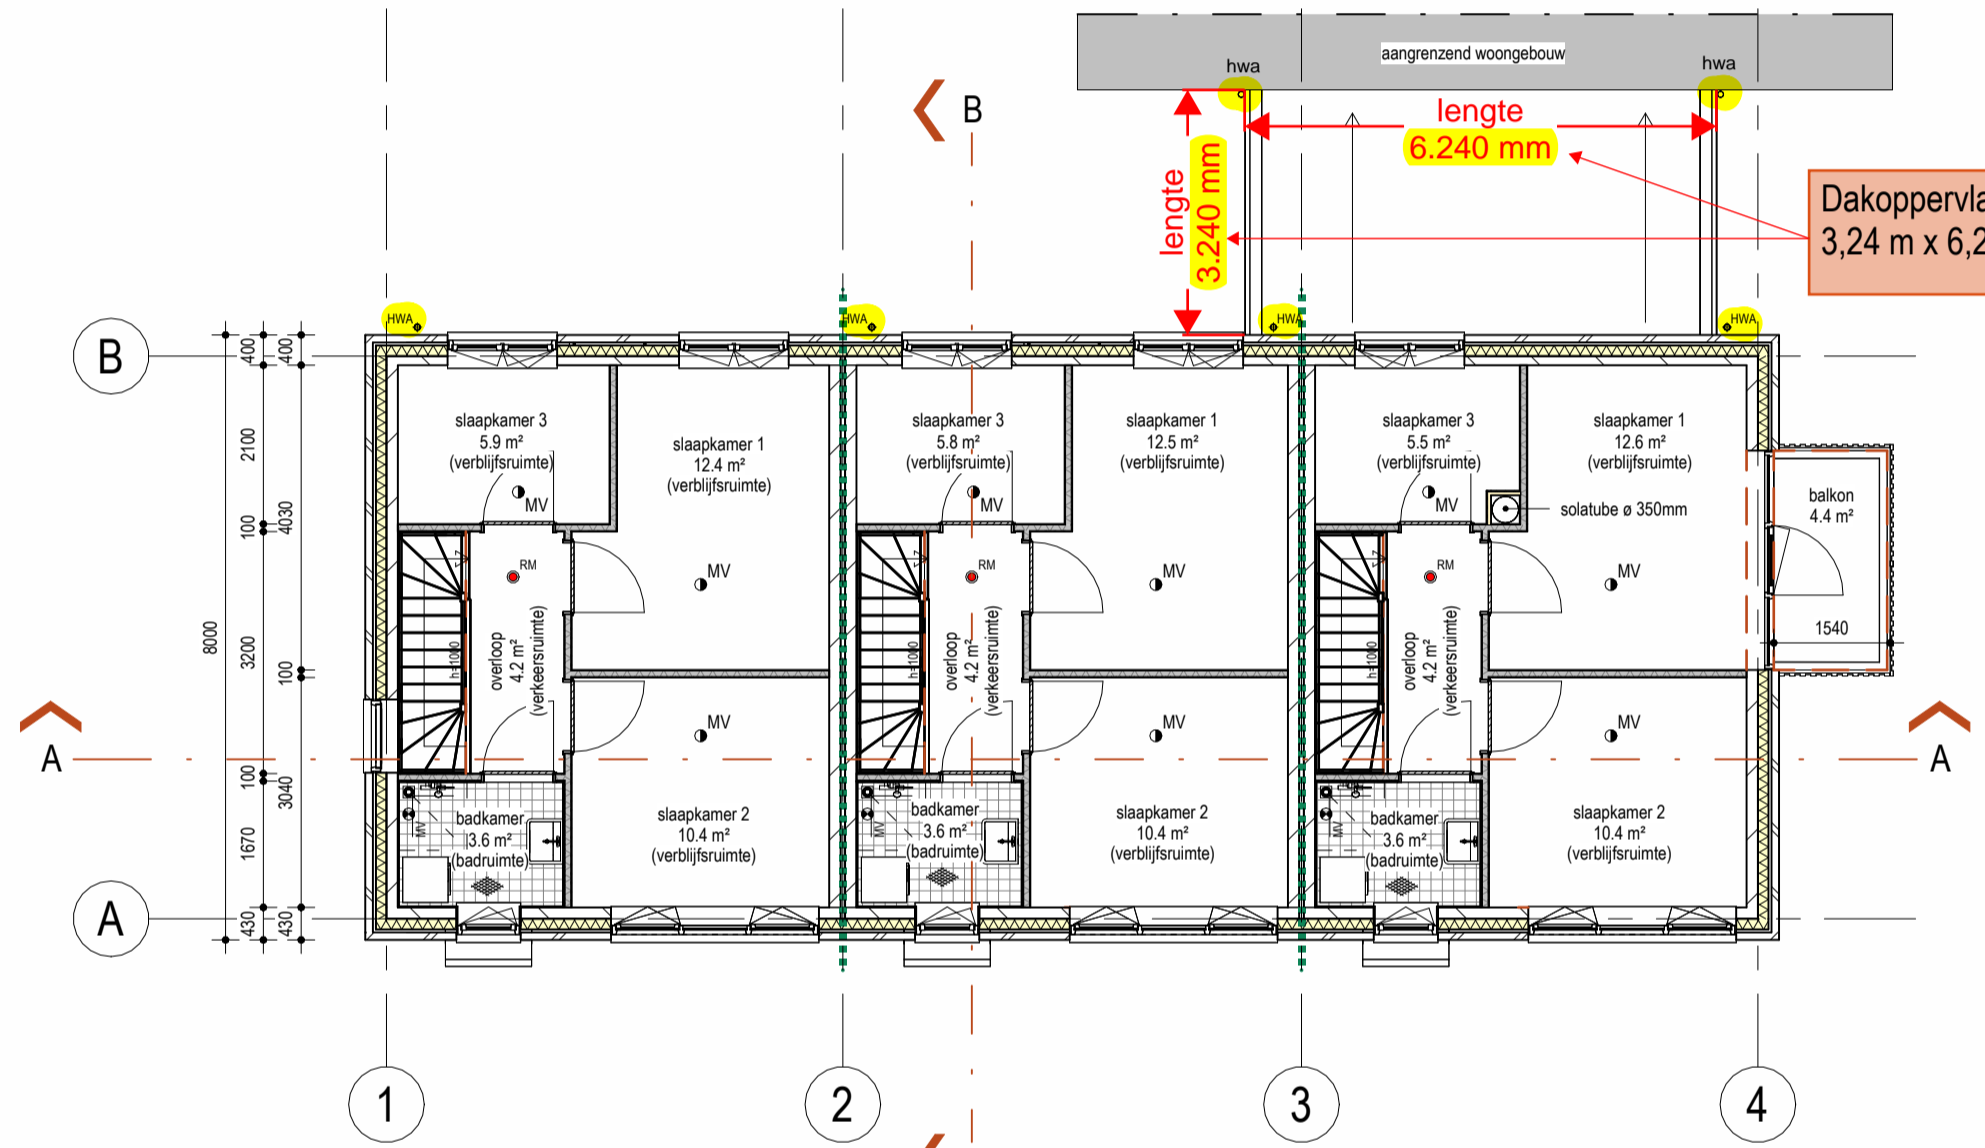 aangrenzend woongebouw
hwa
hwa
B
lengte
6.240 mm
lengte
3.240 mm
Dakoppervla
3,24 m x 6,2
HWA
HWA
HWA
HWA
B
400
400
slaapkamer 3
5.9 m²
(verblijfsruimte)
MV
slaapkamer 1
12.4 m²
(verblijfsruimte)
slaapkamer 3
5.8 m²
(verblijfsruimte)
MV
slaapkamer 1
12.5 m²
(verblijfsruimte)
slaapkamer 3
5.5 m²
(verblijfsruimte)
MV
slaapkamer 1
12.6 m²
(verblijfsruimte)
solatube ø 350mm
balkon
4.4 m²
1540
2100
4030
100
8000
3200
100
100
3040
1670
430
430
RM
MV
RM
MV
RM
MV
h=1000
overloop
4.2 m²
(verkeersruimte)
h=1000
overloop
4.2 m²
(verkeersruimte)
h=1000
overloop
4.2 m²
(verkeersruimte)
MV
MV
MV
A
A
MV
badkamer
3.6 m²
(badruimte)
slaapkamer 2
10.4 m²
(verblijfsruimte)
MV
badkamer
3.6 m²
(badruimte)
slaapkamer 2
10.4 m²
(verblijfsruimte)
MV
badkamer
3.6 m²
(badruimte)
slaapkamer 2
10.4 m²
(verblijfsruimte)
A
1
2
3
4